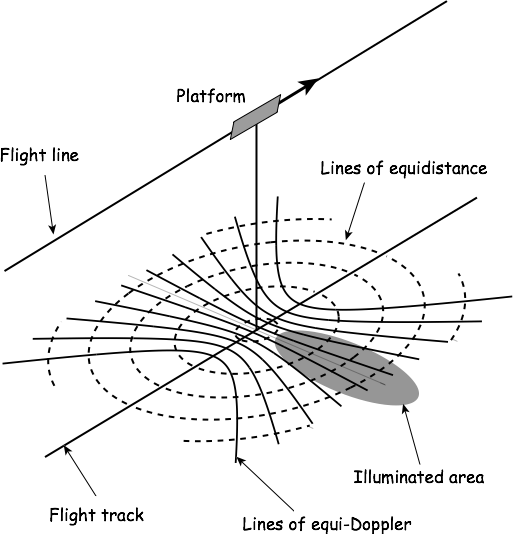 Platform
Flight line
Lines of equidistance
Illuminated area
Flight track
Lines of equi-Doppler